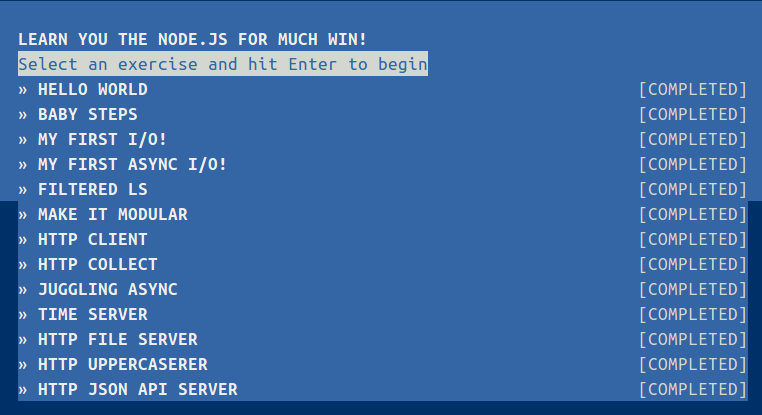 LEARN YOU THE NODE.JS FOR MUCH WIN!
Select an exercise and hit Enter to begin
» HELLO WORLD [COMPLETED]
» BABY STEPS [COMPLETED]
» MY FIRST I/O! [COMPLETED]
» MY FIRST ASYNC I/O! [COMPLETED]
» FILTERED LS [COMPLETED]
» MAKE IT MODULAR [COMPLETED]
» HTTP CLIENT [COMPLETED]
» HTTP COLLECT [COMPLETED]
» JUGGLING ASYNC [COMPLETED]
» TIME SERVER [COMPLETED]
» HTTP FILE SERVER [COMPLETED]
» HTTP UPPERCASERER [COMPLETED]
» HTTP JSON API SERVER [COMPLETED]